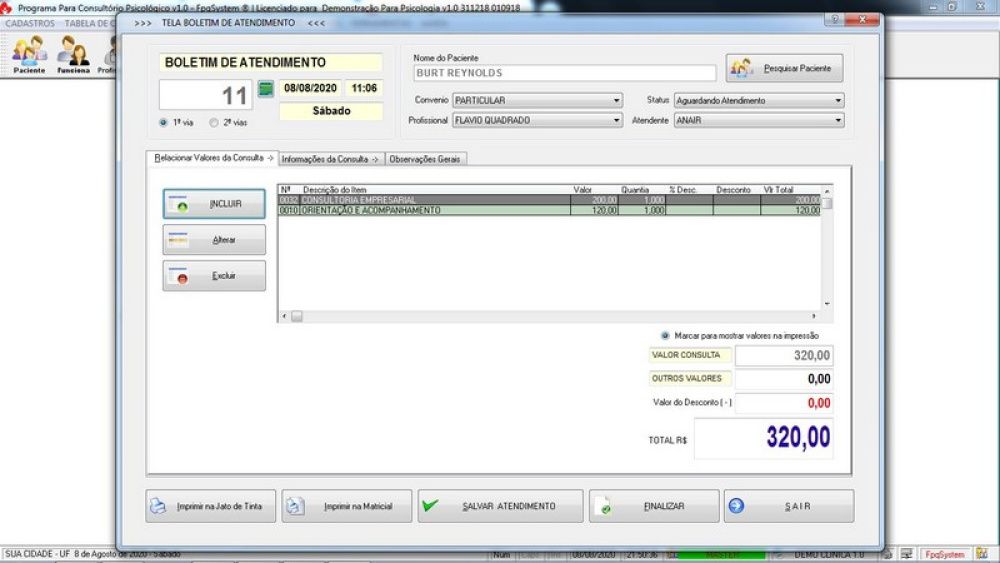 Programa Para Consultório Psicológico v1.0 - FpqSystem ® | Licenciado para Demonstração Para Psicologia v1.0 311218 010918
CADASTROS TABELA DE
>>> TELA BOLETIM DE ATENDIMENTO <<<
Paciente Funciona Profis
BOLETIM DE ATENDIMENTO
11
08/08/2020 11:06
Sábado
1ª via 2ª vias
Nome do Paciente
BURT REYNOLDS
Pesquisar Paciente
Convenio PARTICULAR Status Aguardando Atendimento
Profissional FLAVIO QUADRADO Atendente ANAIR
Relacionar Valores da Consulta -> Informações da Consulta -> Observações Gerais
INCLUIR
Alterar
Excluir
Nº Descrição do Item Valor Quantia % Desc. Desconto Vlr Total
0032 CONSULTORIA EMPRESARIAL 200,00 1,000 200,00
0010 ORIENTAÇÃO E ACOMPANHAMENTO 120,00 1,000 120,00
Marcar para mostrar valores na impressão
VALOR CONSULTA 320,00
OUTROS VALORES 0,00
Valor do Desconto ( - ) 0,00
TOTAL R$ 320,00
Imprimir na Jato de Tinta Imprimir na Matricial SALVAR ATENDIMENTO FINALIZAR SAIR
SUA CIDADE - UF 8 de Agosto de 2020 - Sábado Num Caps Ins 08/08/2020 21:50:36 MASTER DEMO CLINICA 1.0 FpqSystem